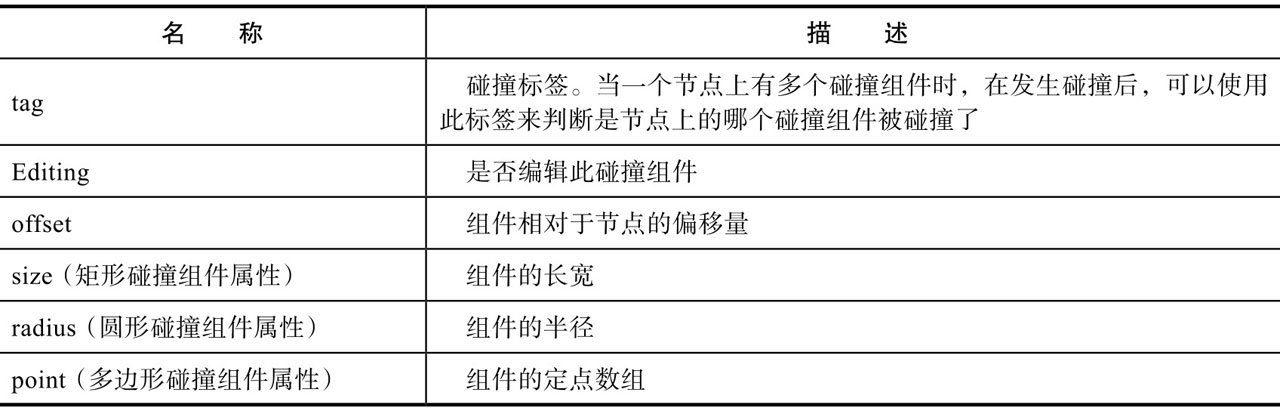 名 称 描 述
tag 碰撞标签。当一个节点上有多个碰撞组件时，在发生碰撞后，可以使用
此标签来判断是节点上的哪个碰撞组件被碰撞了
Editing 是否编辑此碰撞组件
offset 组件相对于节点的偏移量
size（矩形碰撞组件属性） 组件的长宽
radius（圆形碰撞组件属性） 组件的半径
point（多边形碰撞组件属性） 组件的定点数组